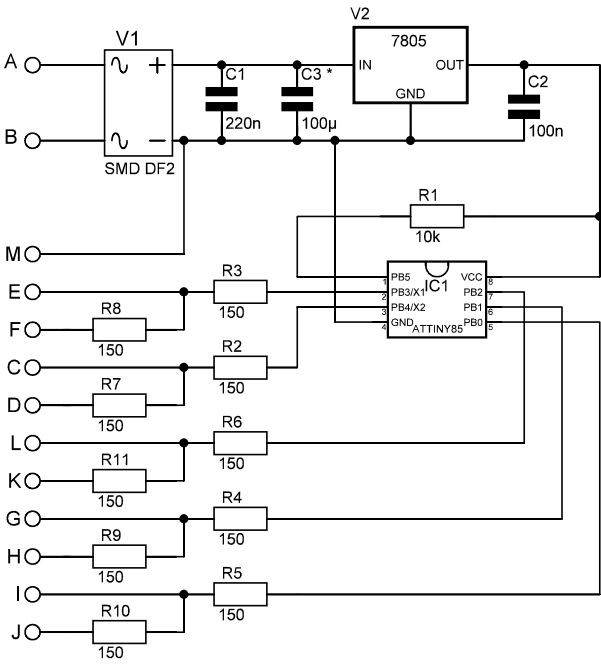 V2
V1
7805
A
∿ +
C1
C3 *
IN
OUT
GND
C2
220n
100µ
100n
B
∿ −
SMD DF2
R1
10k
M
E
R3
150
PB5
1
VCC
8
IC1
PB3/X1
2
PB2
7
PB4/X2
3
PB1
6
GND
4
ATTINY85
PB0
5
F
R8
150
C
R2
150
D
R7
150
L
R6
150
K
R11
150
G
R4
150
H
R9
150
I
R5
150
J
R10
150